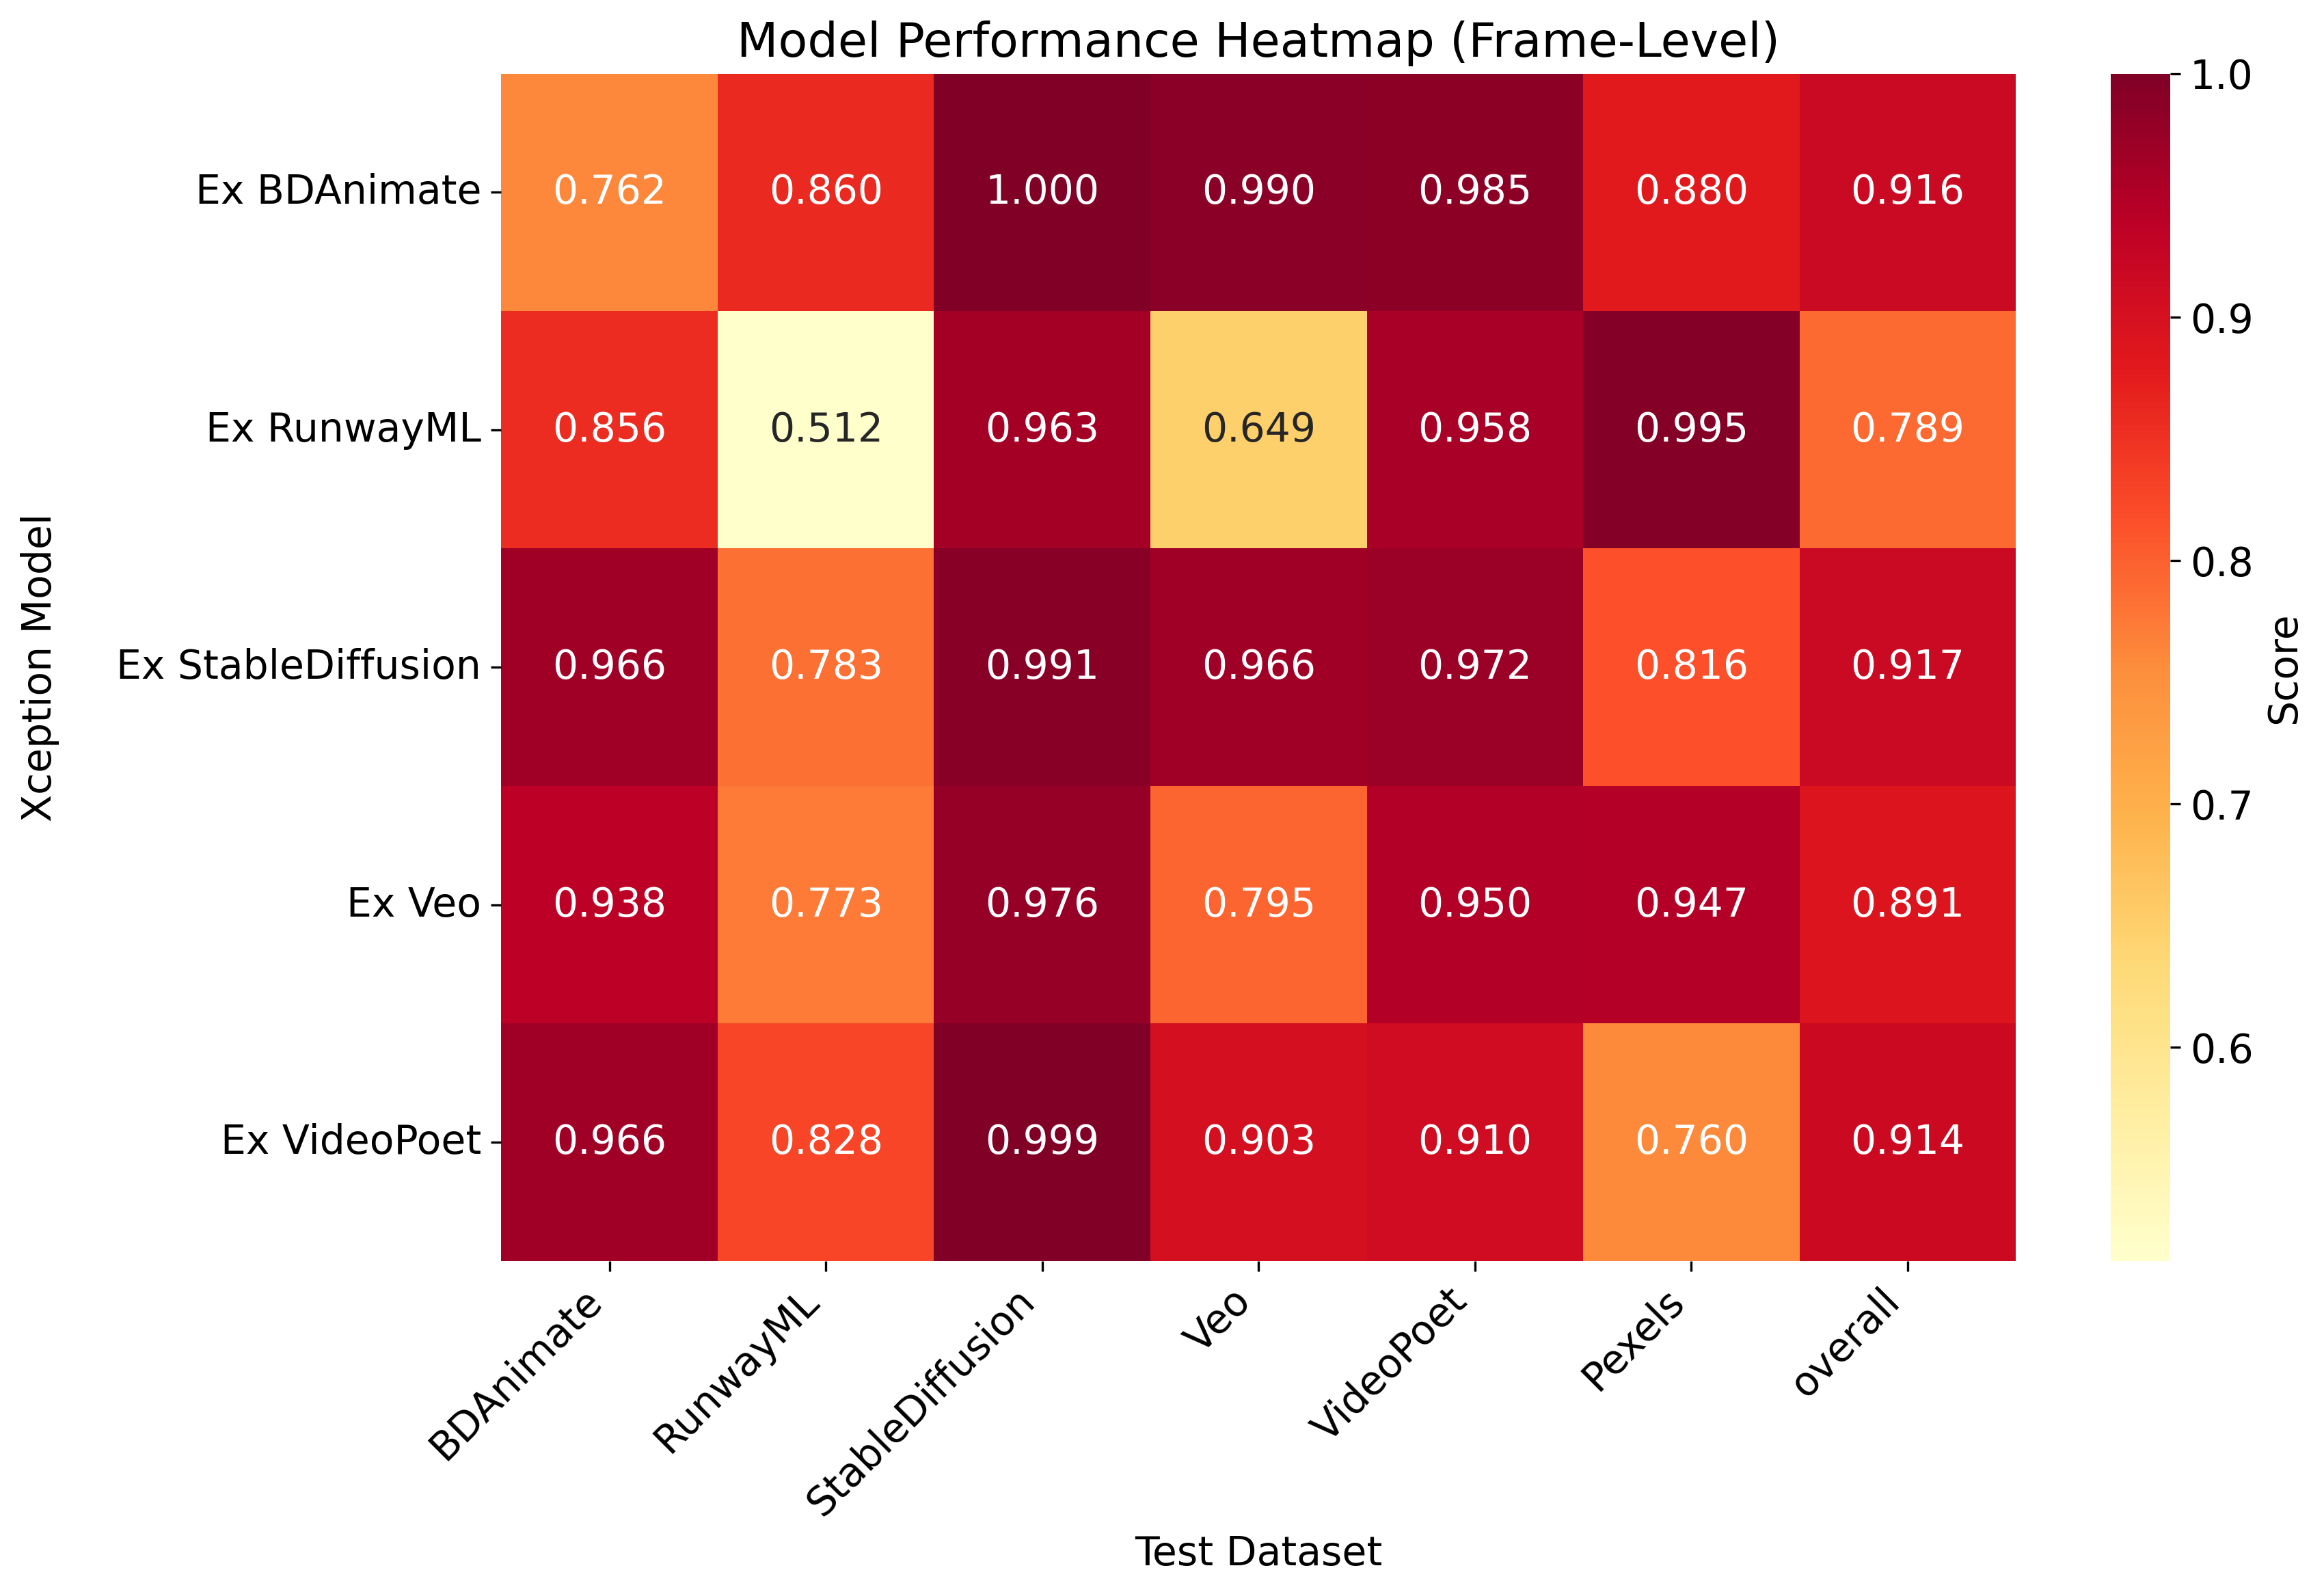 Model Performance Heatmap (Frame-Level)
Xception Model
Ex BDAnimate 0.762 0.860 1.000 0.990 0.985 0.880 0.916
Ex RunwayML 0.856 0.512 0.963 0.649 0.958 0.995 0.789
Ex StableDiffusion 0.966 0.783 0.991 0.966 0.972 0.816 0.917
Ex Veo 0.938 0.773 0.976 0.795 0.950 0.947 0.891
Ex VideoPoet 0.966 0.828 0.999 0.903 0.910 0.760 0.914
BDAnimate RunwayML StableDiffusion Veo VideoPoet Pexels overall
Test Dataset
1.0
0.9
0.8
0.7
0.6
Score